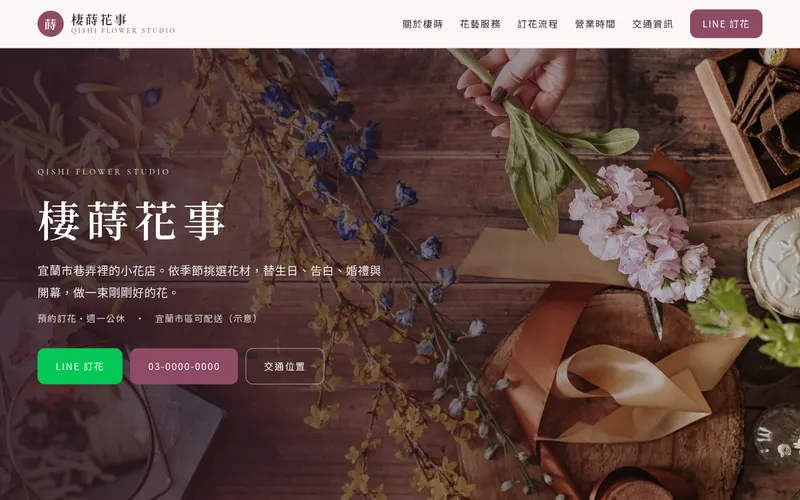 蒔
棲蒔花事
QISHI FLOWER STUDIO
關於棲蒔
花藝服務
訂花流程
營業時間
交通資訊
LINE 訂花
QISHI FLOWER STUDIO
棲蒔花事
宜蘭市巷弄裡的小花店。依季節挑選花材，替生日、告白、婚禮與
開幕，做一束剛剛好的花。
預約訂花・週一公休 · 宜蘭市區可配送（示意）
LINE 訂花
03-0000-0000
交通位置